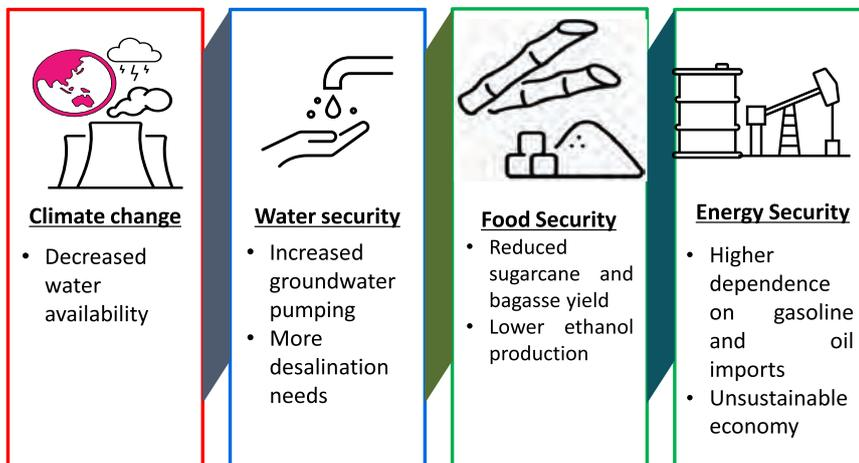 Climate change
• Decreased
water
availability
Water security
• Increased
groundwater
pumping
• More
desalination
needs
Food Security
• Reduced
sugarcane and
bagasse yield
• Lower ethanol
production
Energy Security
• Higher
dependence
on gasoline
and oil
imports
• Unsustainable
economy